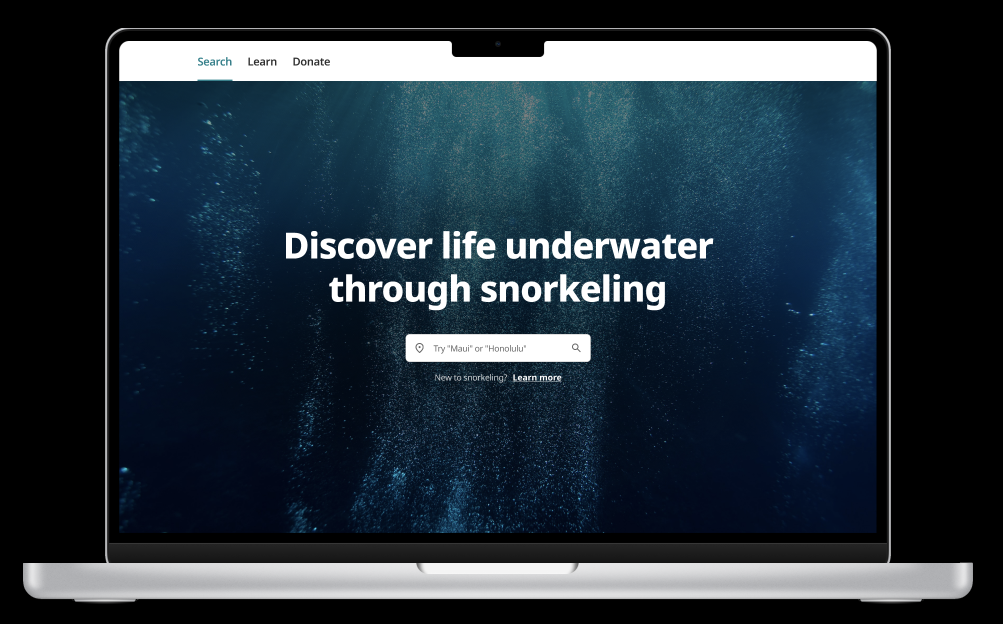 Search Learn Donate
Discover life underwater
through snorkeling
Try "Maui" or "Honolulu"
New to snorkeling? Learn more